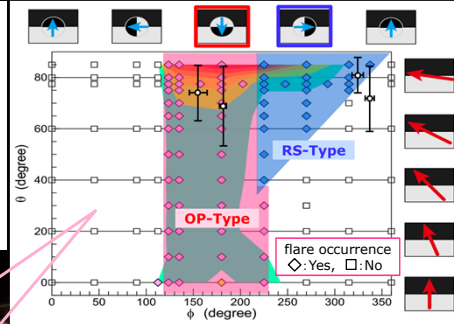 80
60
40
20
0
θ (degree)
RS-Type
OP-Type
flare occurrence
◇:Yes, □:No
0 50 100 150 200 250 300 350
ϕ (degree)